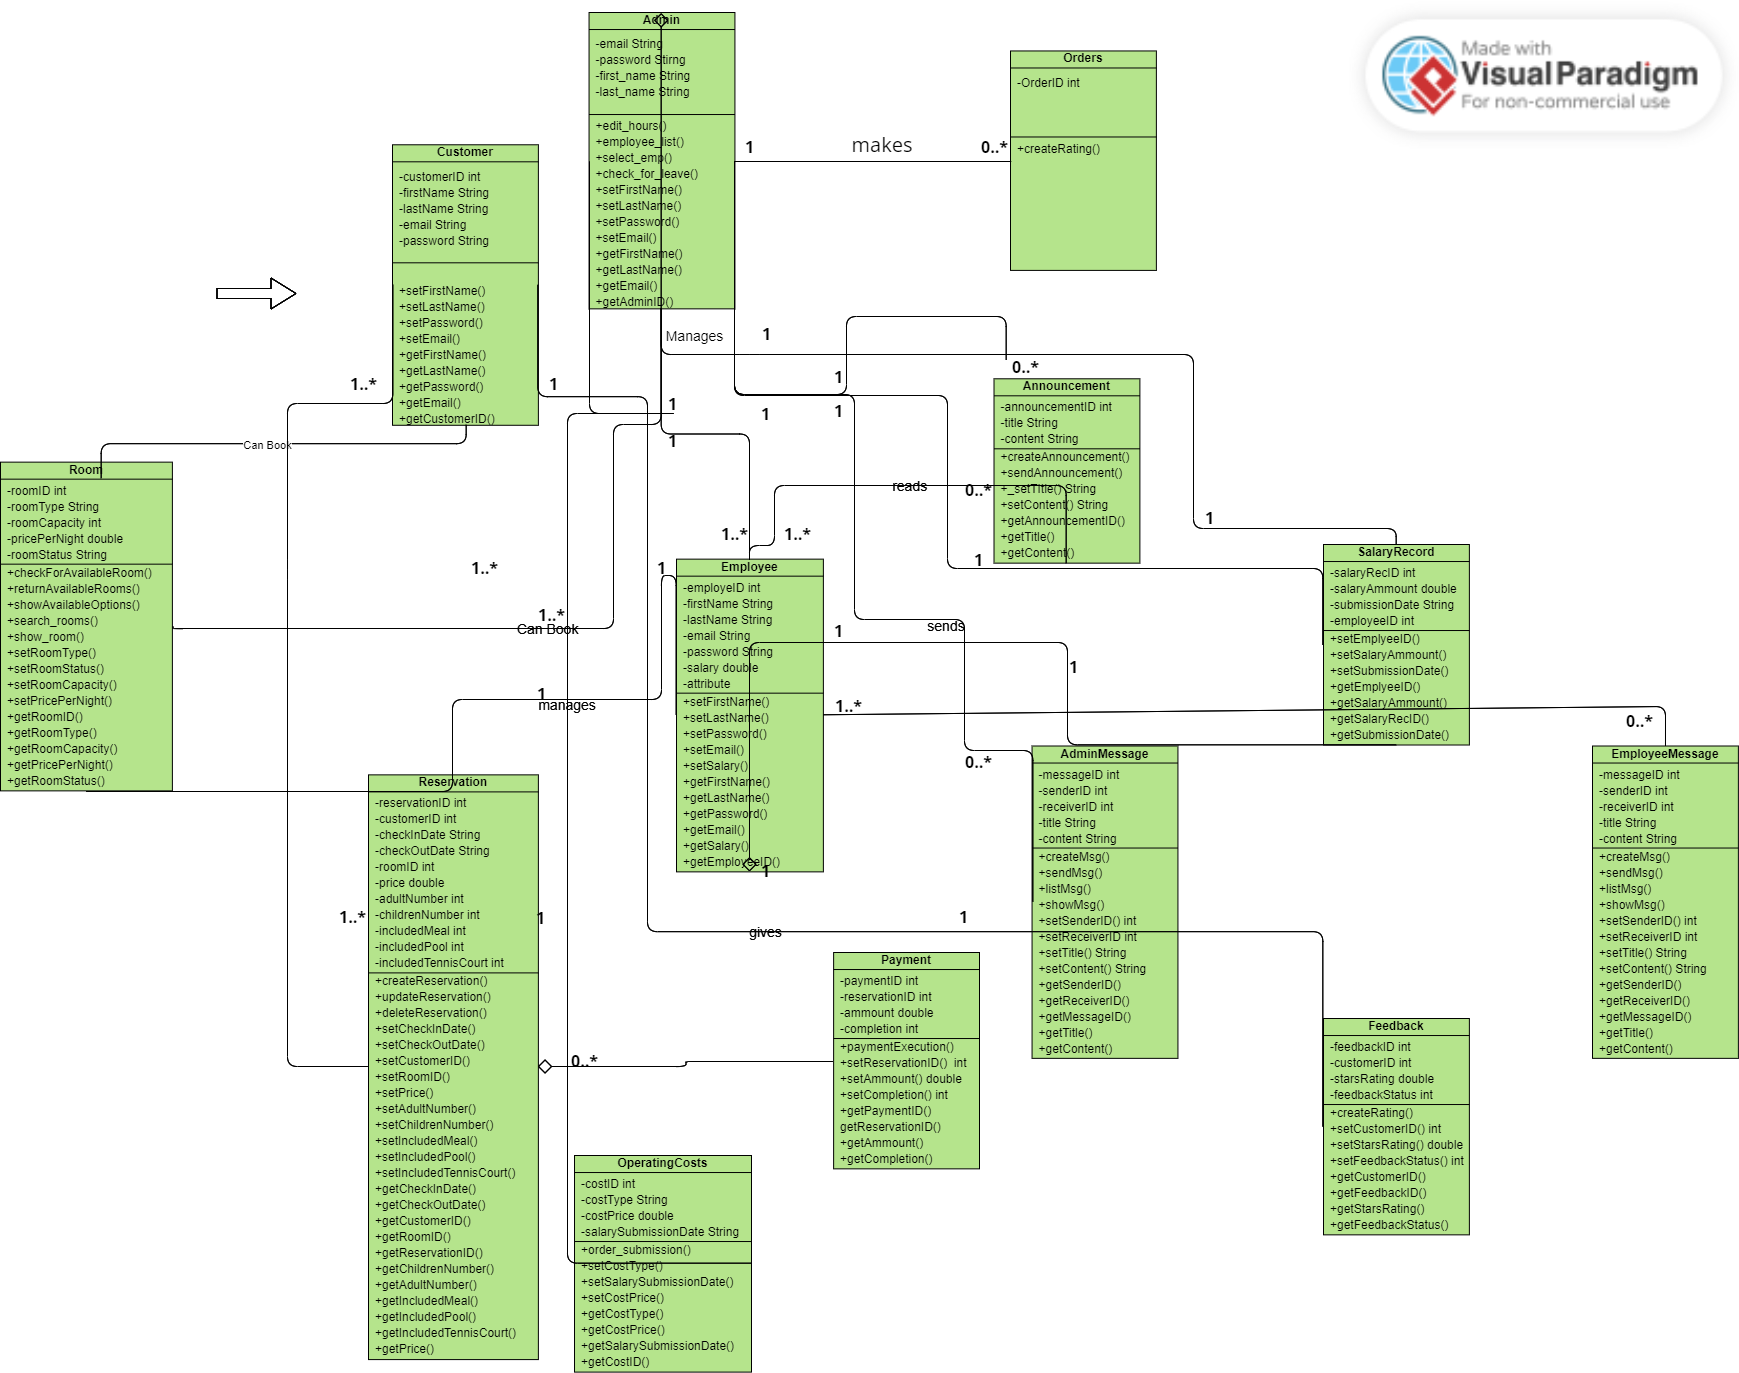 Made with
Visual Paradigm
For non-commercial use
Admin
-email String
-password Stirng
-first_name String
-last_name String
+edit_hours()
+employee_list()
+select_emp()
+check_for_leave()
+setFirstName()
+setLastName()
+setPassword()
+setEmail()
+getFirstName()
+getLastName()
+getEmail()
+getAdminID()
1
makes
0..*
Orders
-OrderID int
+createRating()
Customer
-customerID int
-firstName String
-lastName String
-email String
-password String
+setFirstName()
+setLastName()
+setPassword()
+setEmail()
+getFirstName()
+getLastName()
+getPassword()
+getEmail()
+getCustomerID()
1..*
1
Can Book
Manages
1
1
0..*
1
1
1
1
Announcement
-announcementID int
-title String
-content String
+createAnnouncement()
+sendAnnouncement()
+_setTitle() String
+setContent() String
+getAnnouncementID()
+getTitle()
+getContent()
reads
0..*
1..*
1..*
1
1
Room
-roomID int
-roomType String
-roomCapacity int
-pricePerNight double
-roomStatus String
+checkForAvailableRoom()
+returnAvailableRooms()
+showAvailableOptions()
+search_rooms()
+show_room()
+setRoomType()
+setRoomStatus()
+setRoomCapacity()
+setPricePerNight()
+getRoomID()
+getRoomType()
+getRoomCapacity()
+getPricePerNight()
+getRoomStatus()
1..*
1..*
Can Book
1
1
manages
Employee
-employeID int
-firstName String
-lastName String
-email String
-password String
-salary double
-attribute
+setFirstName()
+setLastName()
+setPassword()
+setEmail()
+setSalary()
+getFirstName()
+getLastName()
+getPassword()
+getEmail()
+getSalary()
+getEmployeeID()
1
1
sends
1
1..*
0..*
0..*
SalaryRecord
-salaryRecID int
-salaryAmmount double
-submissionDate String
-employeeID int
+setEmplyeeID()
+setSalaryAmmount()
+setSubmissionDate()
+getEmplyeeID()
+getSalaryAmmount()
+getSalaryRecID()
+getSubmissionDate()
AdminMessage
-messageID int
-senderID int
-receiverID int
-title String
-content String
+createMsg()
+sendMsg()
+listMsg()
+showMsg()
+setSenderID() int
+setReceiverID int
+setTitle() String
+setContent() String
+getSenderID()
+getReceiverID()
+getMessageID()
+getTitle()
+getContent()
EmployeeMessage
-messageID int
-senderID int
-receiverID int
-title String
-content String
+createMsg()
+sendMsg()
+listMsg()
+showMsg()
+setSenderID() int
+setReceiverID int
+setTitle() String
+setContent() String
+getSenderID()
+getReceiverID()
+getMessageID()
+getTitle()
+getContent()
Reservation
-reservationID int
-customerID int
-checkInDate String
-checkOutDate String
-roomID int
-price double
-adultNumber int
-childrenNumber int
-includedMeal int
-includedPool int
-includedTennisCourt int
+createReservation()
+updateReservation()
+deleteReservation()
+setCheckInDate()
+setCheckOutDate()
+setCustomerID()
+setRoomID()
+setPrice()
+setAdultNumber()
+setChildrenNumber()
+setIncludedMeal()
+setIncludedPool()
+setIncludedTennisCourt()
+getCheckInDate()
+getCheckOutDate()
+getCustomerID()
+getRoomID()
+getReservationID()
+getChildrenNumber()
+getAdultNumber()
+getIncludedMeal()
+getIncludedPool()
+getIncludedTennisCourt()
+getPrice()
1..*
1
gives
1
0..*
Payment
-paymentID int
-reservationID int
-ammount double
-completion int
+paymentExecution()
+setReservationID() int
+setAmmount() double
+setCompletion() int
+getPaymentID()
getReservationID()
+getAmmount()
+getCompletion()
Feedback
-feedbackID int
-customerID int
-starsRating double
-feedbackStatus int
+createRating()
+setCustomerID() int
+setStarsRating() double
+setFeedbackStatus() int
+getCustomerID()
+getFeedbackID()
+getStarsRating()
+getFeedbackStatus()
OperatingCosts
-costID int
-costType String
-costPrice double
-salarySubmissionDate String
+order_submission()
+setCostType()
+setSalarySubmissionDate()
+setCostPrice()
+getCostType()
+getCostPrice()
+getSalarySubmissionDate()
+getCostID()